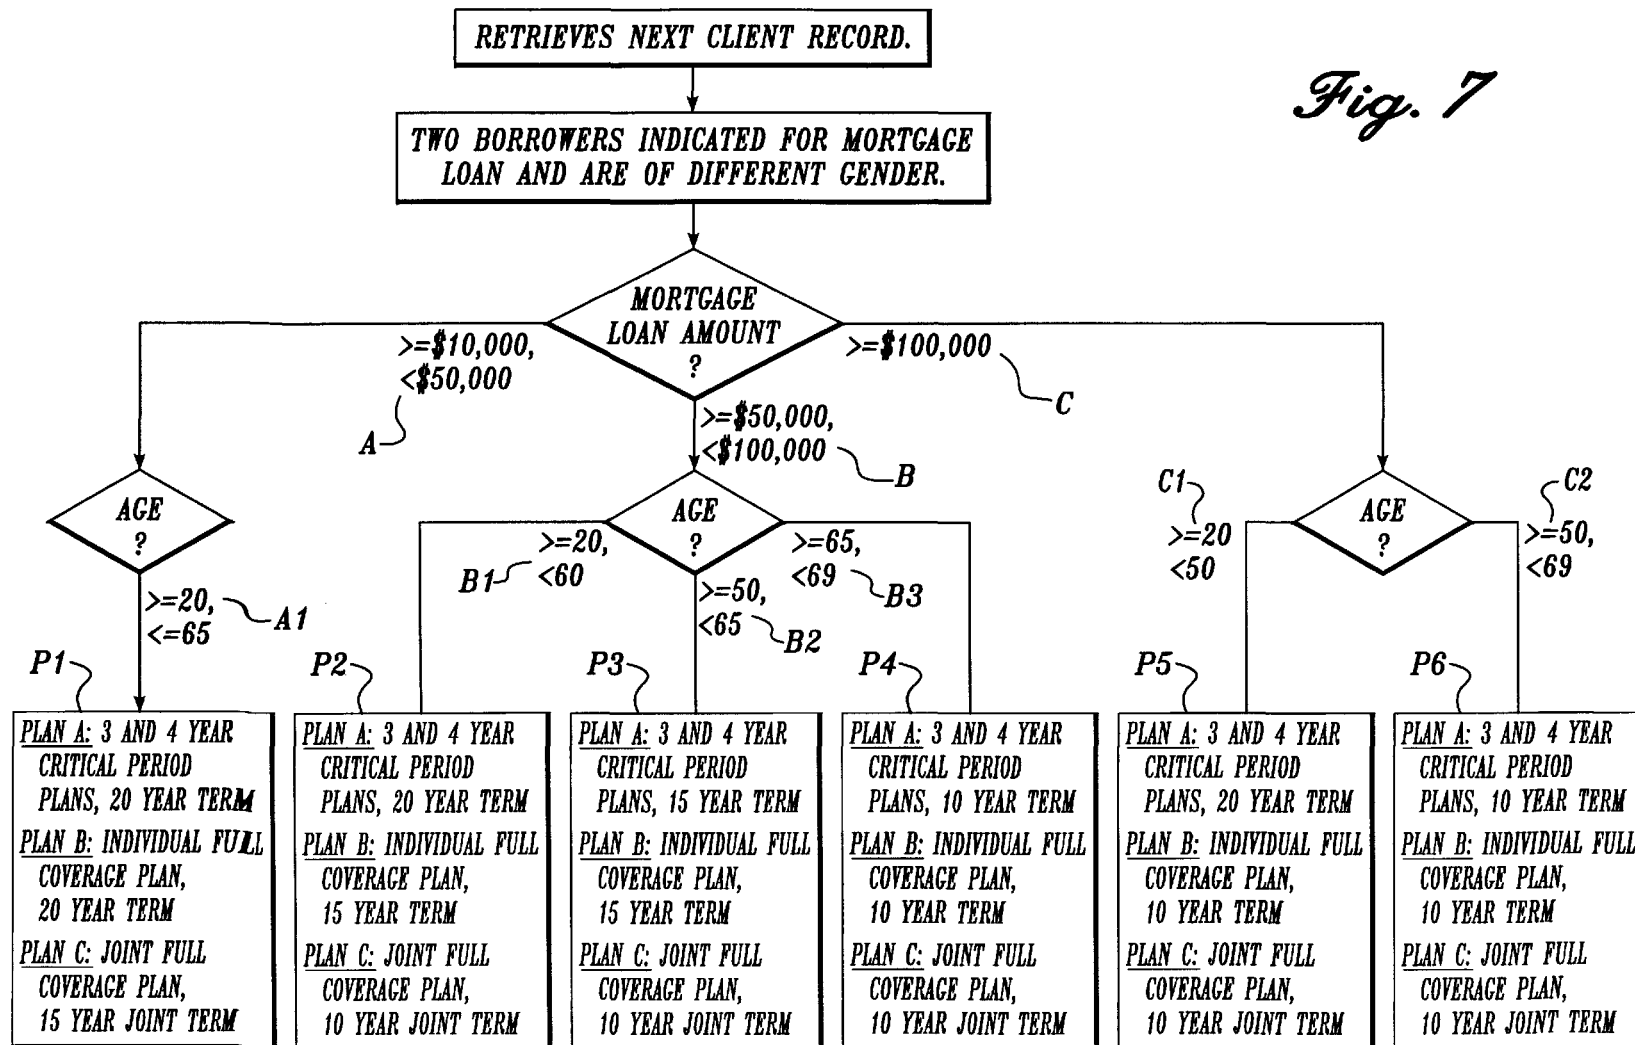 RETRIEVES NEXT CLIENT RECORD.
Fig. 7
TWO BORROWERS INDICATED FOR MORTGAGE
LOAN AND ARE OF DIFFERENT GENDER.
MORTGAGE
LOAN AMOUNT
?
>=$10,000,
<$50,000
A
>=$50,000,
<$100,000
B
>=$100,000
C
AGE
?
>=20,
<=65
A1
AGE
?
>=20,
<60
B1
>=50,
<65
B2
>=65,
<69
B3
AGE
?
C1
>=20
<50
C2
>=50,
<69
P1
PLAN A: 3 AND 4 YEAR
CRITICAL PERIOD
PLANS, 20 YEAR TERM
PLAN B: INDIVIDUAL FULL
COVERAGE PLAN,
20 YEAR TERM
PLAN C: JOINT FULL
COVERAGE PLAN,
15 YEAR JOINT TERM
P2
PLAN A: 3 AND 4 YEAR
CRITICAL PERIOD
PLANS, 20 YEAR TERM
PLAN B: INDIVIDUAL FULL
COVERAGE PLAN,
15 YEAR TERM
PLAN C: JOINT FULL
COVERAGE PLAN,
10 YEAR JOINT TERM
P3
PLAN A: 3 AND 4 YEAR
CRITICAL PERIOD
PLANS, 15 YEAR TERM
PLAN B: INDIVIDUAL FULL
COVERAGE PLAN,
15 YEAR TERM
PLAN C: JOINT FULL
COVERAGE PLAN,
10 YEAR JOINT TERM
P4
PLAN A: 3 AND 4 YEAR
CRITICAL PERIOD
PLANS, 10 YEAR TERM
PLAN B: INDIVIDUAL FULL
COVERAGE PLAN,
10 YEAR TERM
PLAN C: JOINT FULL
COVERAGE PLAN,
10 YEAR JOINT TERM
P5
PLAN A: 3 AND 4 YEAR
CRITICAL PERIOD
PLANS, 20 YEAR TERM
PLAN B: INDIVIDUAL FULL
COVERAGE PLAN,
10 YEAR TERM
PLAN C: JOINT FULL
COVERAGE PLAN,
10 YEAR JOINT TERM
P6
PLAN A: 3 AND 4 YEAR
CRITICAL PERIOD
PLANS, 10 YEAR TERM
PLAN B: INDIVIDUAL FULL
COVERAGE PLAN,
10 YEAR TERM
PLAN C: JOINT FULL
COVERAGE PLAN,
10 YEAR JOINT TERM